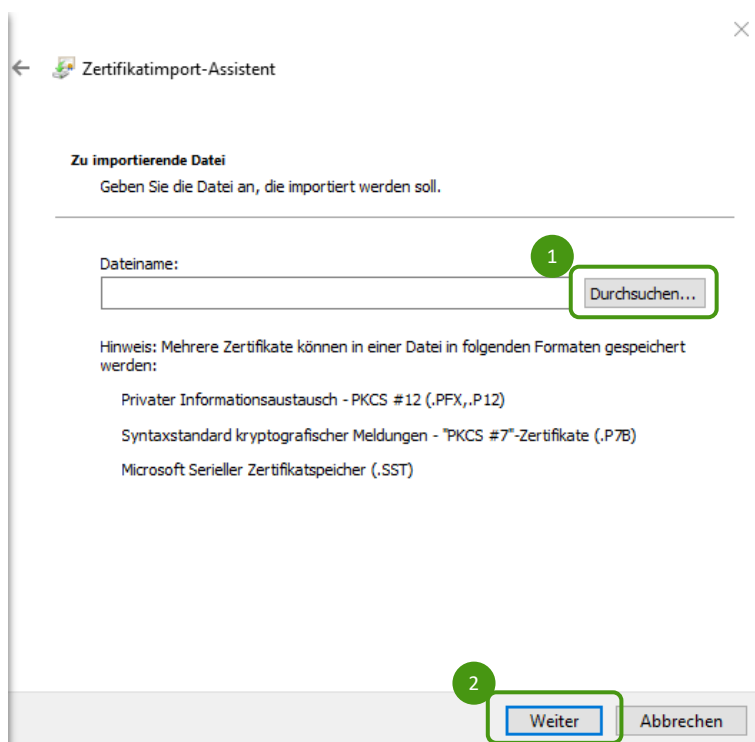 Zertifikatimport-Assistent
Zu importierende Datei
Geben Sie die Datei an, die importiert werden soll.
Dateiname:
1
Durchsuchen...
Hinweis: Mehrere Zertifikate können in einer Datei in folgenden Formaten gespeichert
werden:
Privater Informationsaustausch - PKCS #12 (.PFX,.P12)
Syntaxstandard kryptografischer Meldungen - "PKCS #7"-Zertifikate (.P7B)
Microsoft Serieller Zertifikatspeicher (.SST)
2
Weiter
Abbrechen